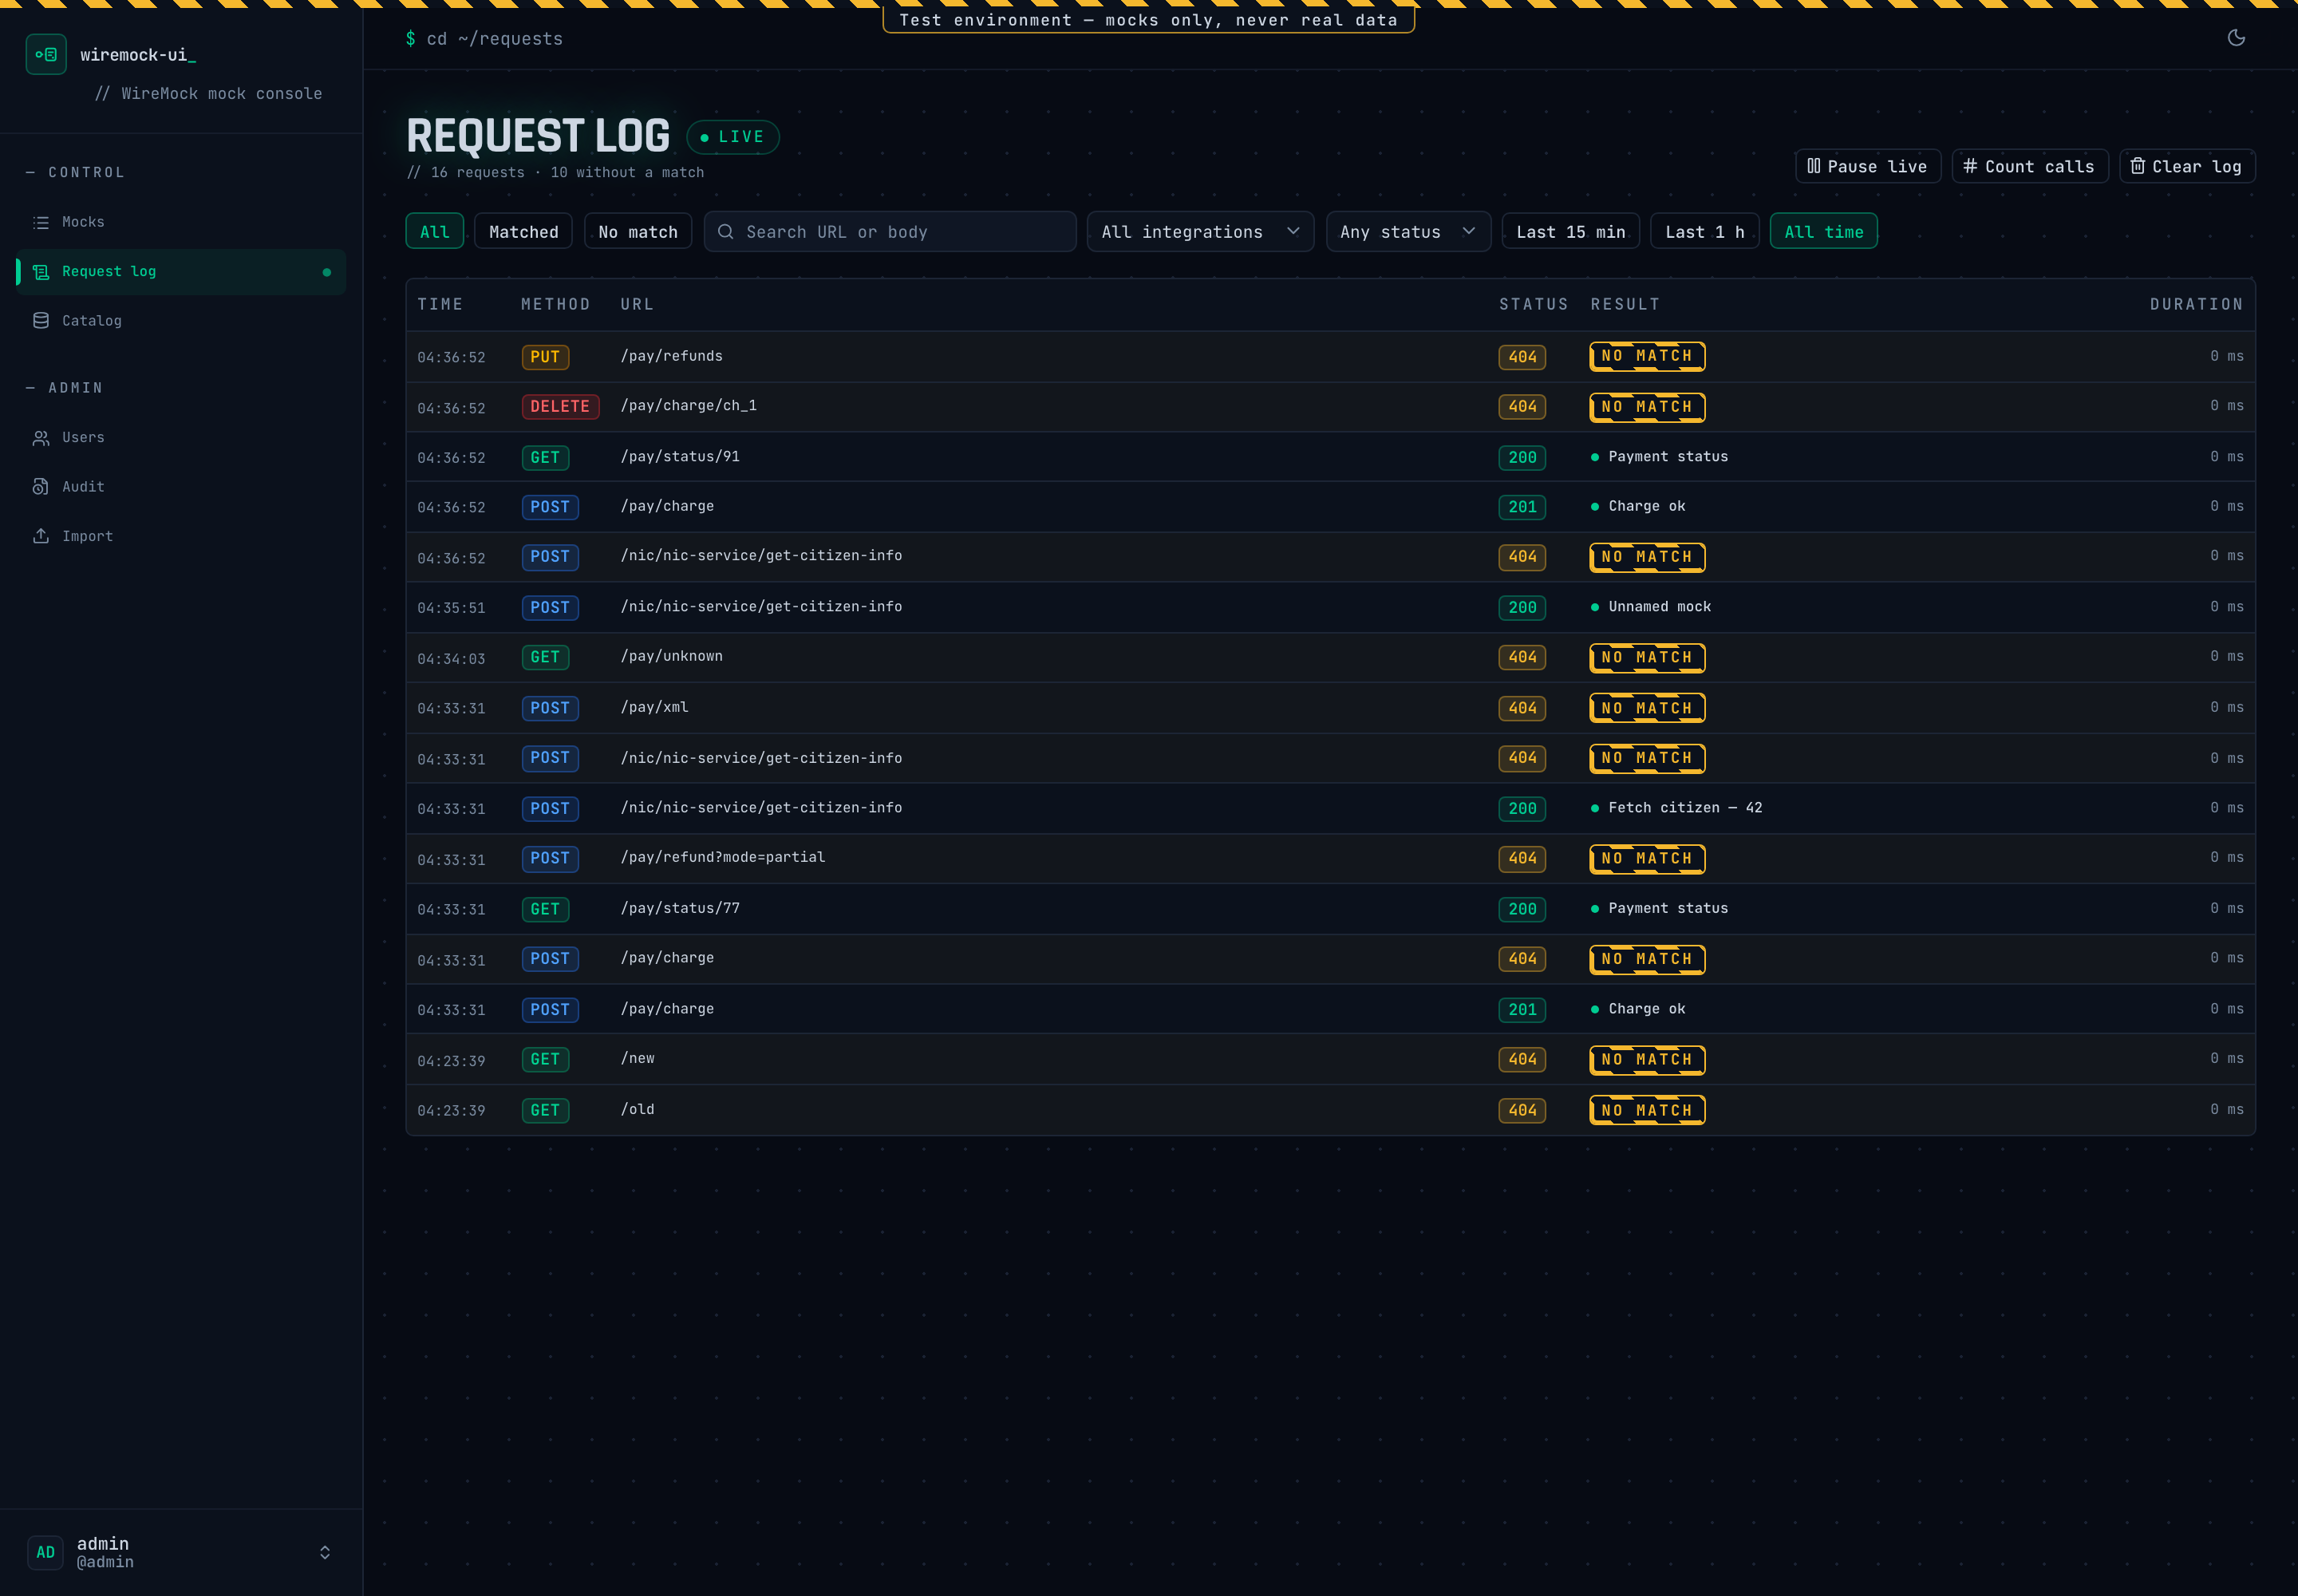 Test environment — mocks only, never real data
wiremock-ui_
// WireMock mock console
— CONTROL
Mocks
Request log
Catalog
— ADMIN
Users
Audit
Import
AD
admin
@admin
$ cd ~/requests
REQUEST LOG LIVE
// 16 requests · 10 without a match
Pause live Count calls Clear log
All Matched No match Search URL or body All integrations Any status Last 15 min Last 1 h All time
TIME METHOD URL STATUS RESULT DURATION
04:36:52 PUT /pay/refunds 404 NO MATCH 0 ms
04:36:52 DELETE /pay/charge/ch_1 404 NO MATCH 0 ms
04:36:52 GET /pay/status/91 200 Payment status 0 ms
04:36:52 POST /pay/charge 201 Charge ok 0 ms
04:36:52 POST /nic/nic-service/get-citizen-info 404 NO MATCH 0 ms
04:35:51 POST /nic/nic-service/get-citizen-info 200 Unnamed mock 0 ms
04:34:03 GET /pay/unknown 404 NO MATCH 0 ms
04:33:31 POST /pay/xml 404 NO MATCH 0 ms
04:33:31 POST /nic/nic-service/get-citizen-info 404 NO MATCH 0 ms
04:33:31 POST /nic/nic-service/get-citizen-info 200 Fetch citizen — 42 0 ms
04:33:31 POST /pay/refund?mode=partial 404 NO MATCH 0 ms
04:33:31 GET /pay/status/77 200 Payment status 0 ms
04:33:31 POST /pay/charge 404 NO MATCH 0 ms
04:33:31 POST /pay/charge 201 Charge ok 0 ms
04:23:39 GET /new 404 NO MATCH 0 ms
04:23:39 GET /old 404 NO MATCH 0 ms